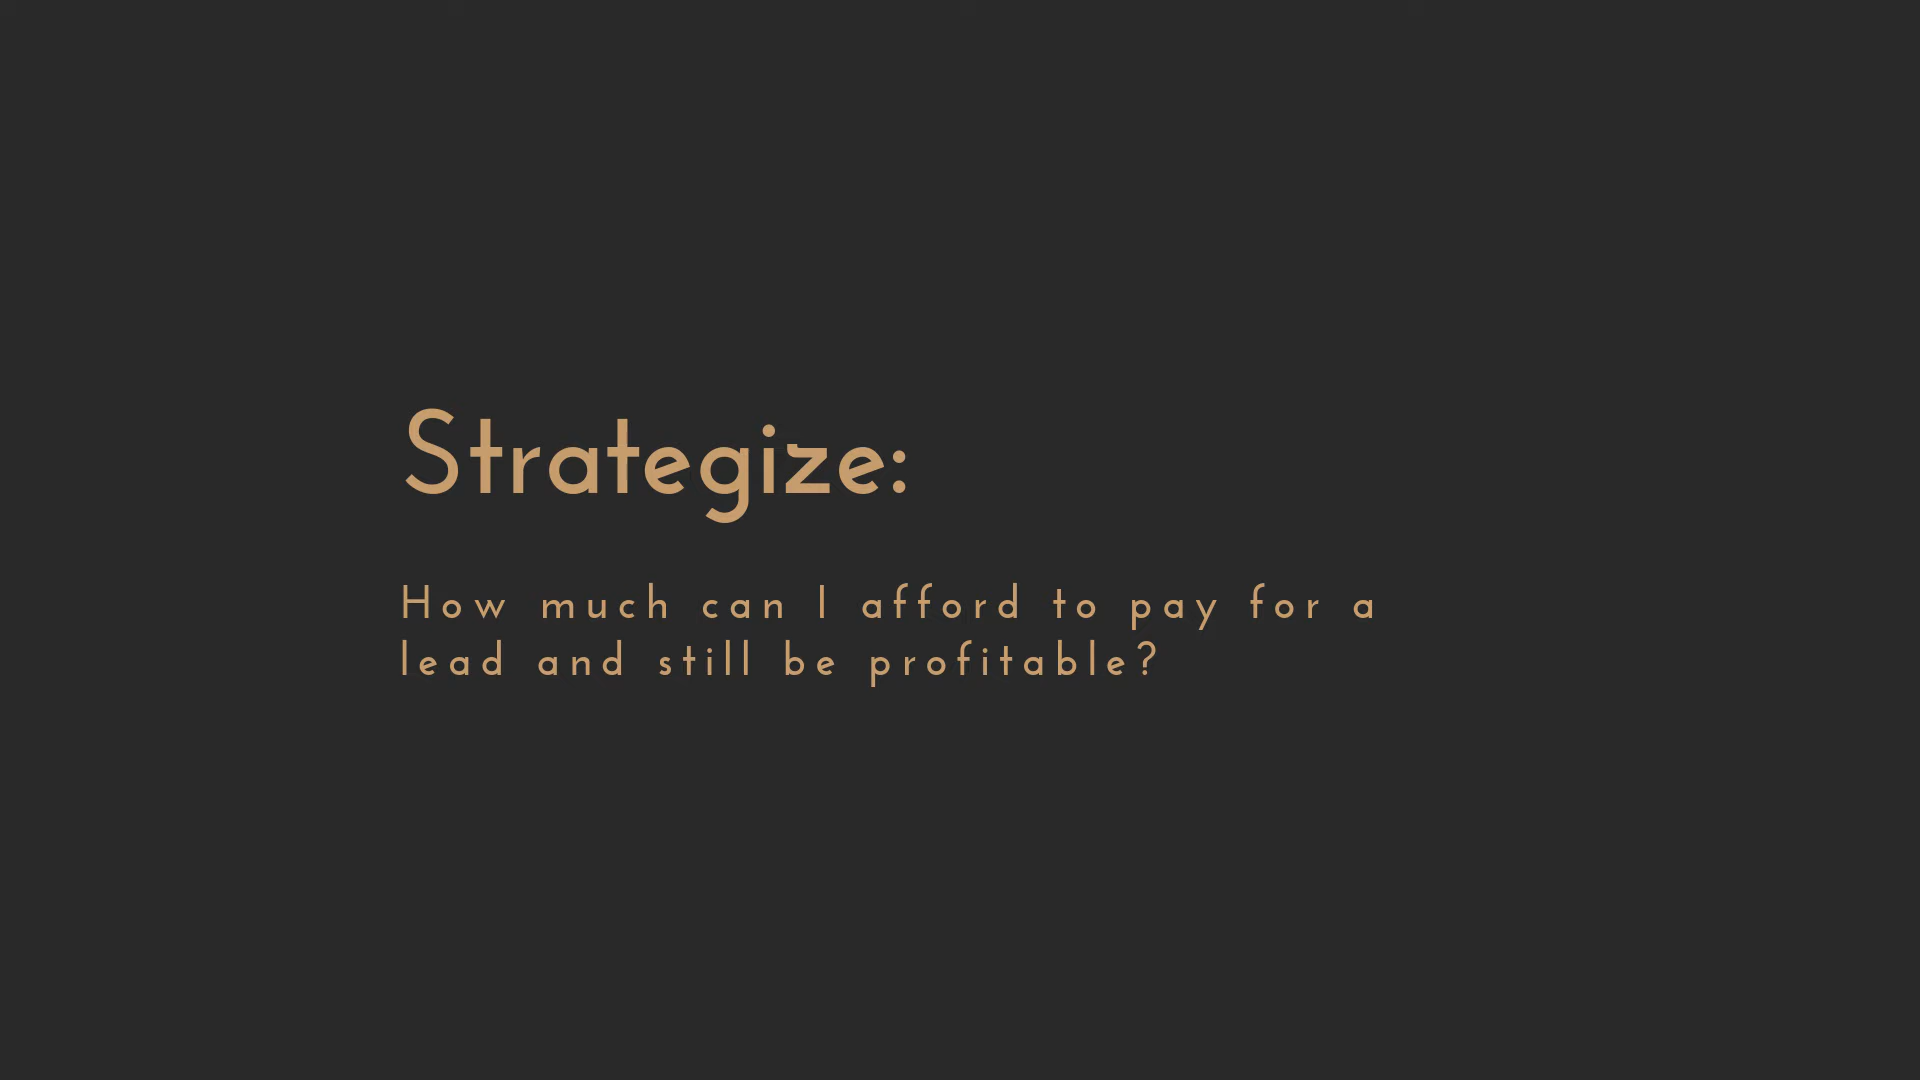 Strategize:
How much can I afford to pay for a
lead and still be profitable?